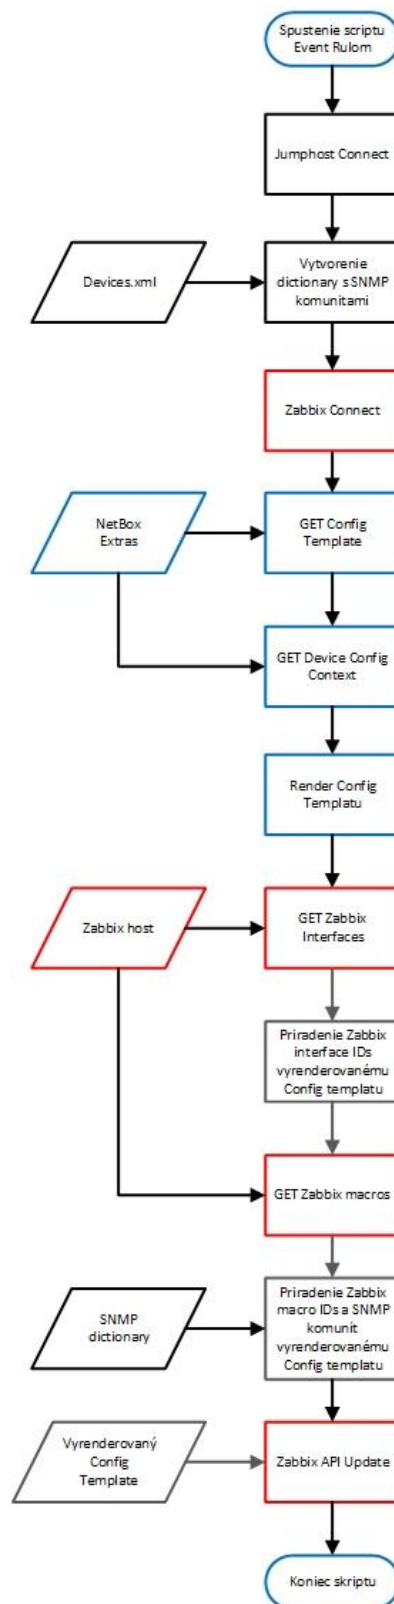 Spustenie scriptu
Event Rulom
Jumphost Connect
Devices.xml
Vytvorenie
dictionary s SNMP
komunitami
Zabbix Connect
NetBox
Extras
GET Config
Template
GET Device Config
Context
Render Config
Templatu
Zabbix host
GET Zabbix
Interfaces
Priradenie Zabbix
interface IDs
vyrenderovanému
Config templatu
GET Zabbix macros
SNMP
dictionary
Priradenie Zabbix
macro IDs a SNMP
komunít
vyrenderovanému
Config templatu
Vyrenderovaný
Config
Template
Zabbix API Update
Koniec skriptu